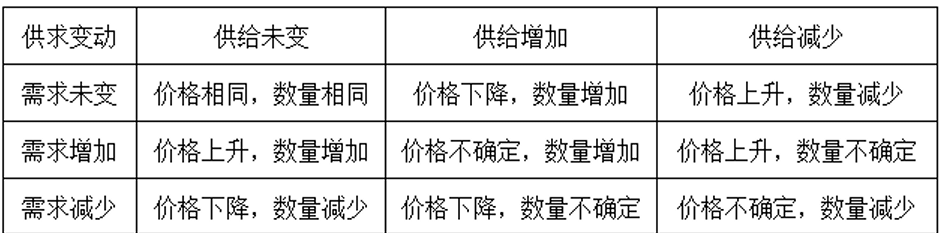 供求变动 供给未变 供给增加 供给减少
需求未变 价格相同，数量相同 价格下降，数量增加 价格上升，数量减少
需求增加 价格上升，数量增加 价格不确定，数量增加 价格上升，数量不确定
需求减少 价格下降，数量减少 价格下降，数量不确定 价格不确定，数量减少